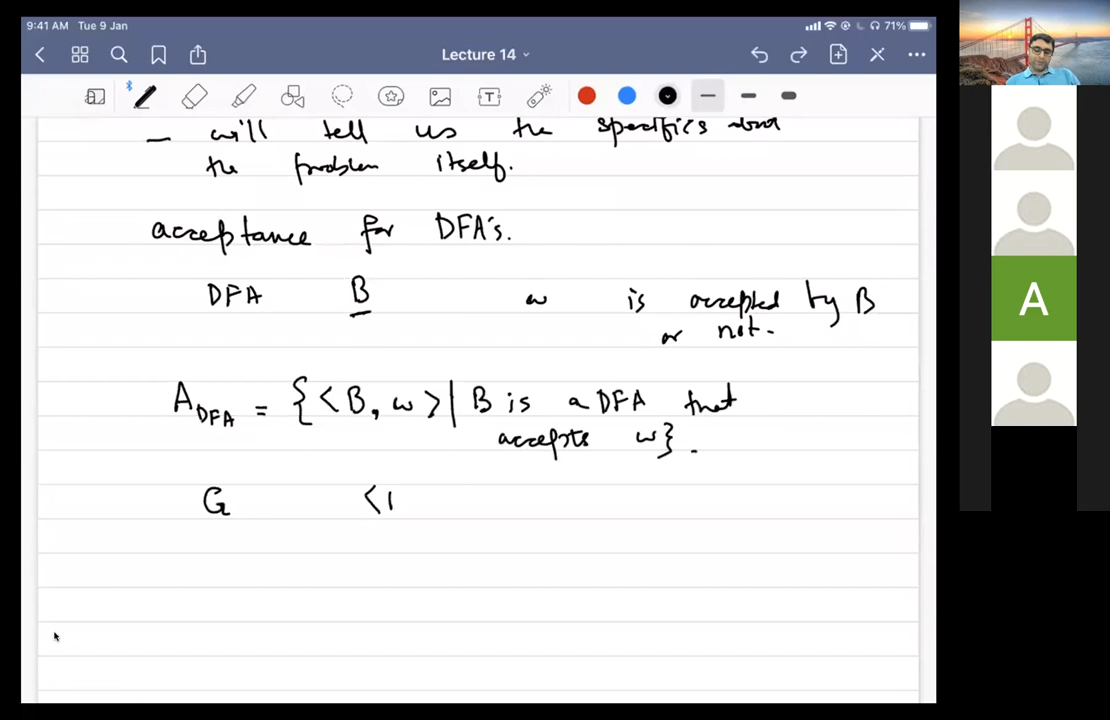 9:41 AM Tue 9 Jan
71%
Lecture 14
T
– will tell us the specifics about
the problem itself.
acceptance for DFA's.
DFA B w is accepted by B
or not.
A_DFA = {<B, w>| B is a DFA that
accepts w}.
G <
A